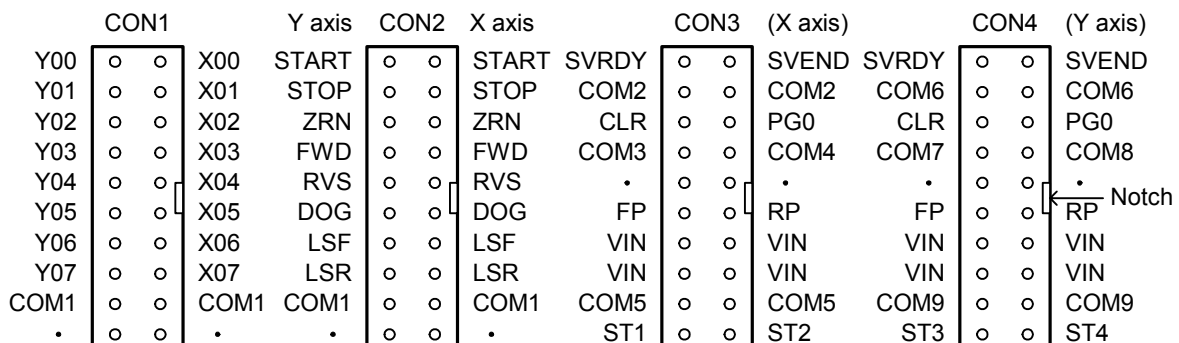 CON1 Y axis CON2 X axis CON3 (X axis) CON4 (Y axis)
Y00 X00 START START SVRDY SVEND SVRDY SVEND
Y01 X01 STOP STOP COM2 COM2 COM6 COM6
Y02 X02 ZRN ZRN CLR PG0 CLR PG0
Y03 X03 FWD FWD COM3 COM4 COM7 COM8
Y04 X04 RVS RVS • • • •
Notch
Y05 X05 DOG DOG FP RP FP RP
Y06 X06 LSF LSF VIN VIN VIN VIN
Y07 X07 LSR LSR VIN VIN VIN VIN
COM1 COM1 COM1 COM1 COM5 COM5 COM9 COM9
• • • • ST1 ST2 ST3 ST4